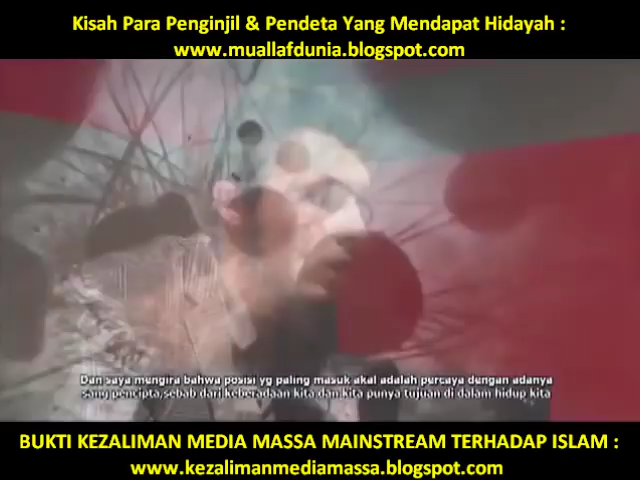 Kisah Para Penginjil & Pendeta Yang Mendapat Hidayah :
www.muallafdunia.blogspot.com
Dan saya mengira bahwa posisi yg paling masuk akal adalah percaya dengan adanya
sang pencipta,sebab dari keberadaan kita dan kita punya tujuan di dalam hidup kita
BUKTI KEZALIMAN MEDIA MASSA MAINSTREAM TERHADAP ISLAM :
www.kezalimanmediamassa.blogspot.com